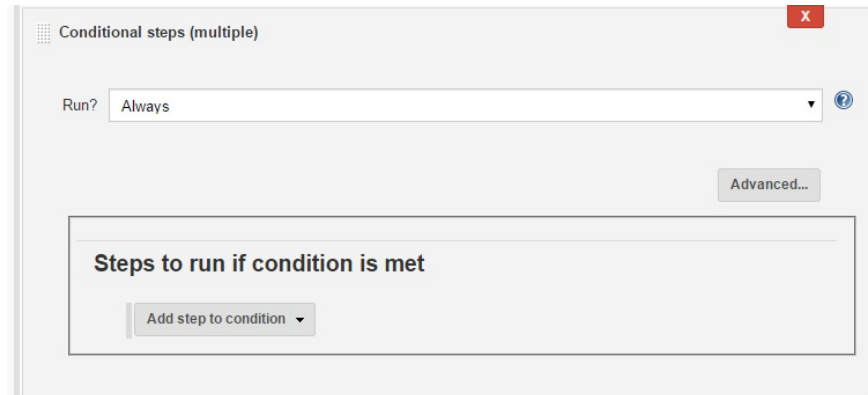 X
Conditional steps (multiple)
Run? Always ?
Advanced...
Steps to run if condition is met
Add step to condition